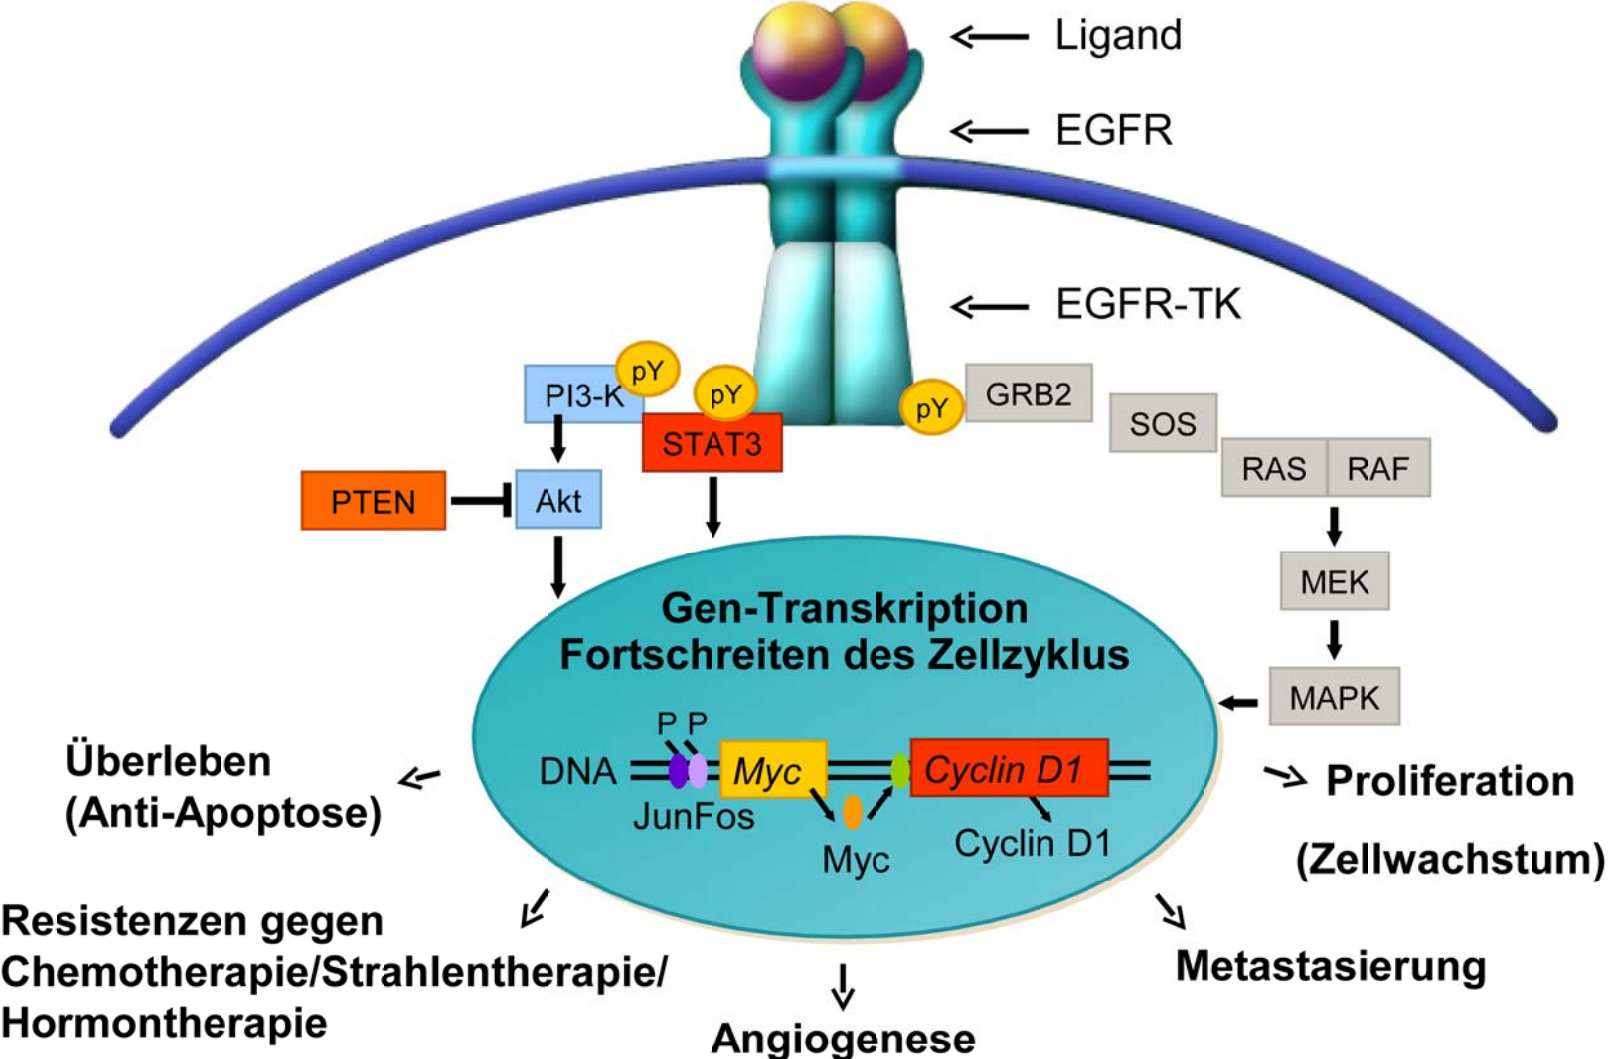 Ligand
EGFR
EGFR-TK
pY
PI3-K
pY
pY
GRB2
SOS
STAT3
RAS
RAF
PTEN
Akt
MEK
MAPK
Gen-Transkription
Fortschreiten des Zellzyklus
P P
DNA
Myc
Cyclin D1
JunFos
Myc
Cyclin D1
Überleben
(Anti-Apoptose)
Proliferation
(Zellwachstum)
Resistenzen gegen
Chemotherapie/Strahlentherapie/
Hormontherapie
Metastasierung
Angiogenese